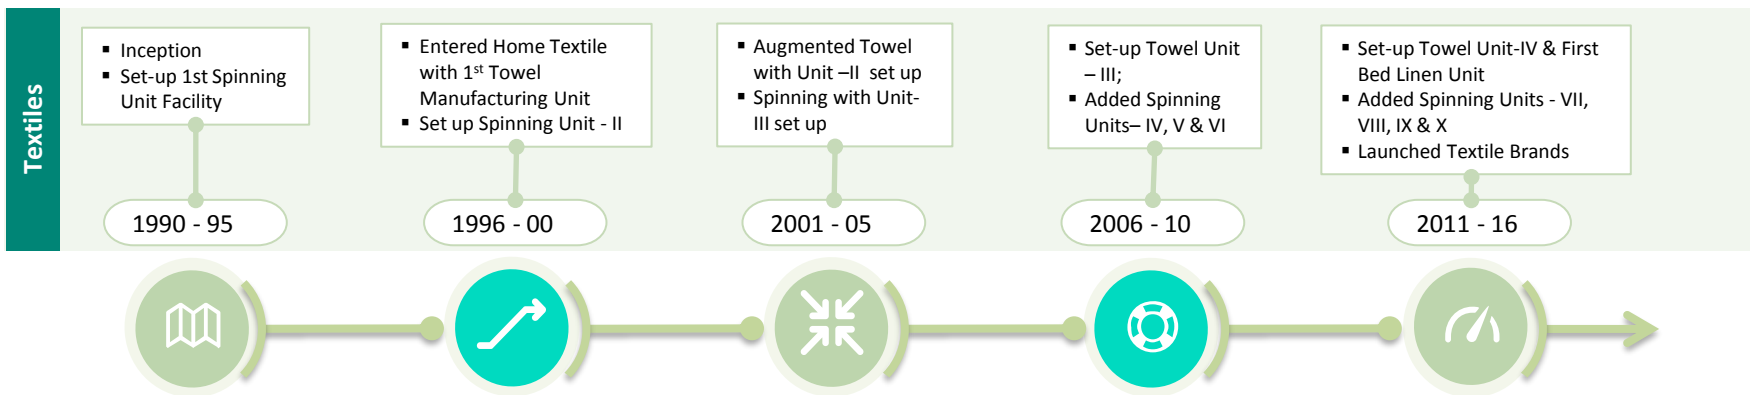 Textiles
▪ Inception
▪ Set-up 1st Spinning
Unit Facility
1990 - 95
▪ Entered Home Textile
with 1st Towel
Manufacturing Unit
▪ Set up Spinning Unit - II
1996 - 00
▪ Augmented Towel
with Unit –II set up
▪ Spinning with Unit-
III set up
2001 - 05
▪ Set-up Towel Unit
– III;
▪ Added Spinning
Units– IV, V & VI
2006 - 10
▪ Set-up Towel Unit-IV & First
Bed Linen Unit
▪ Added Spinning Units - VII,
VIII, IX & X
▪ Launched Textile Brands
2011 - 16